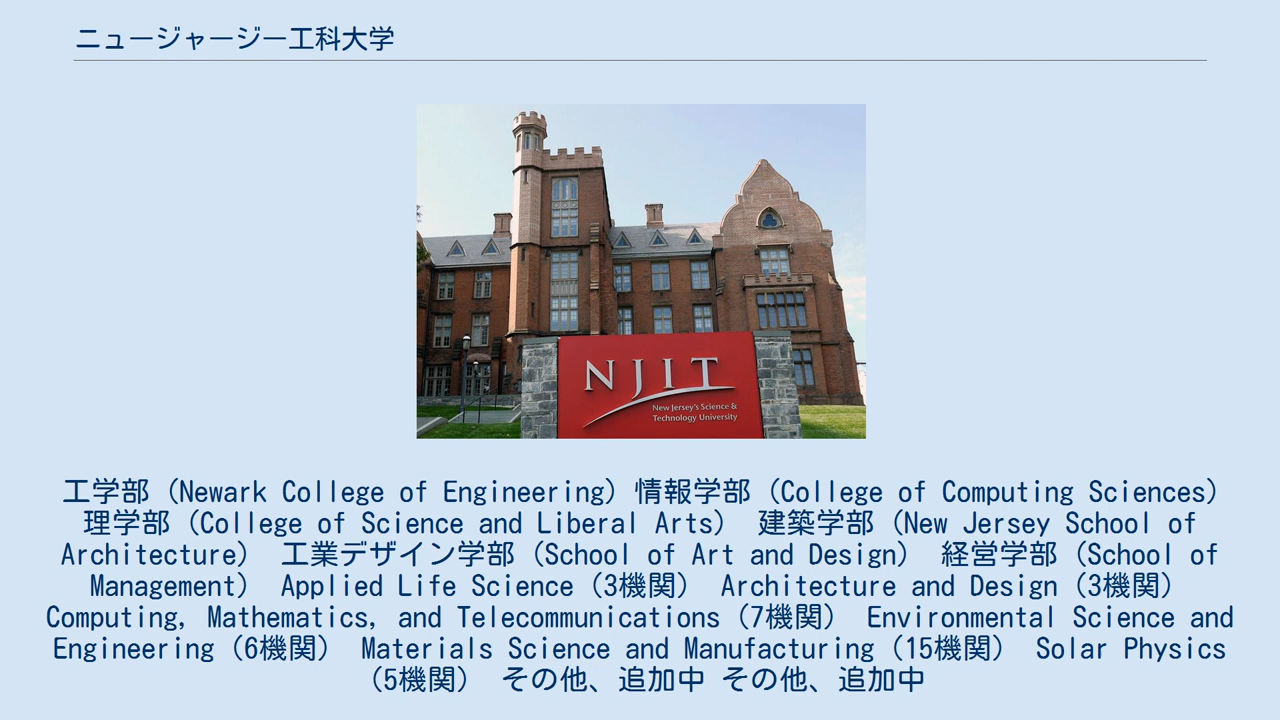 ニュージャージー工科大学
NJIT
New Jersey's Science &
Technology University
工学部（Newark College of Engineering）情報学部（College of Computing Sciences）
理学部（College of Science and Liberal Arts） 建築学部（New Jersey School of
Architecture） 工業デザイン学部（School of Art and Design） 経営学部（School of
Management） Applied Life Science（3機関） Architecture and Design（3機関）
Computing, Mathematics, and Telecommunications（7機関） Environmental Science and
Engineering（6機関） Materials Science and Manufacturing（15機関） Solar Physics
（5機関） その他、追加中 その他、追加中